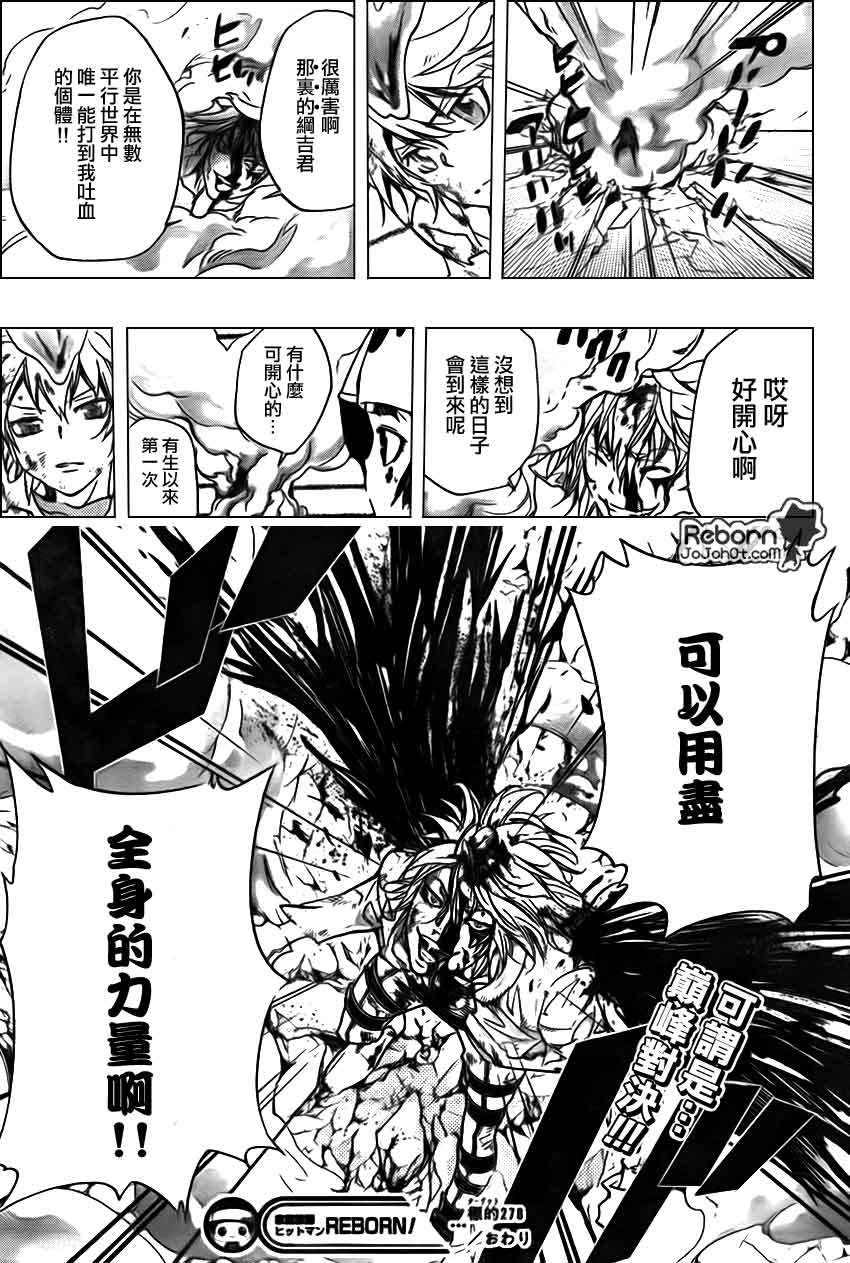 很厲害啊
那裏的綱吉君
你是在無數
平行世界中
唯一能打到我吐血
的個體!!
哎呀
好開心啊
沒想到
這樣的日子
會到來呢
有什麼
可開心的…
有生以來
第一次
Reborn
JoJohot.com
可以用盡
全身的力量啊!!
可謂是…
巔峰對決!!!
ヒットマンREBORN!
標的278
ターゲット
おわり